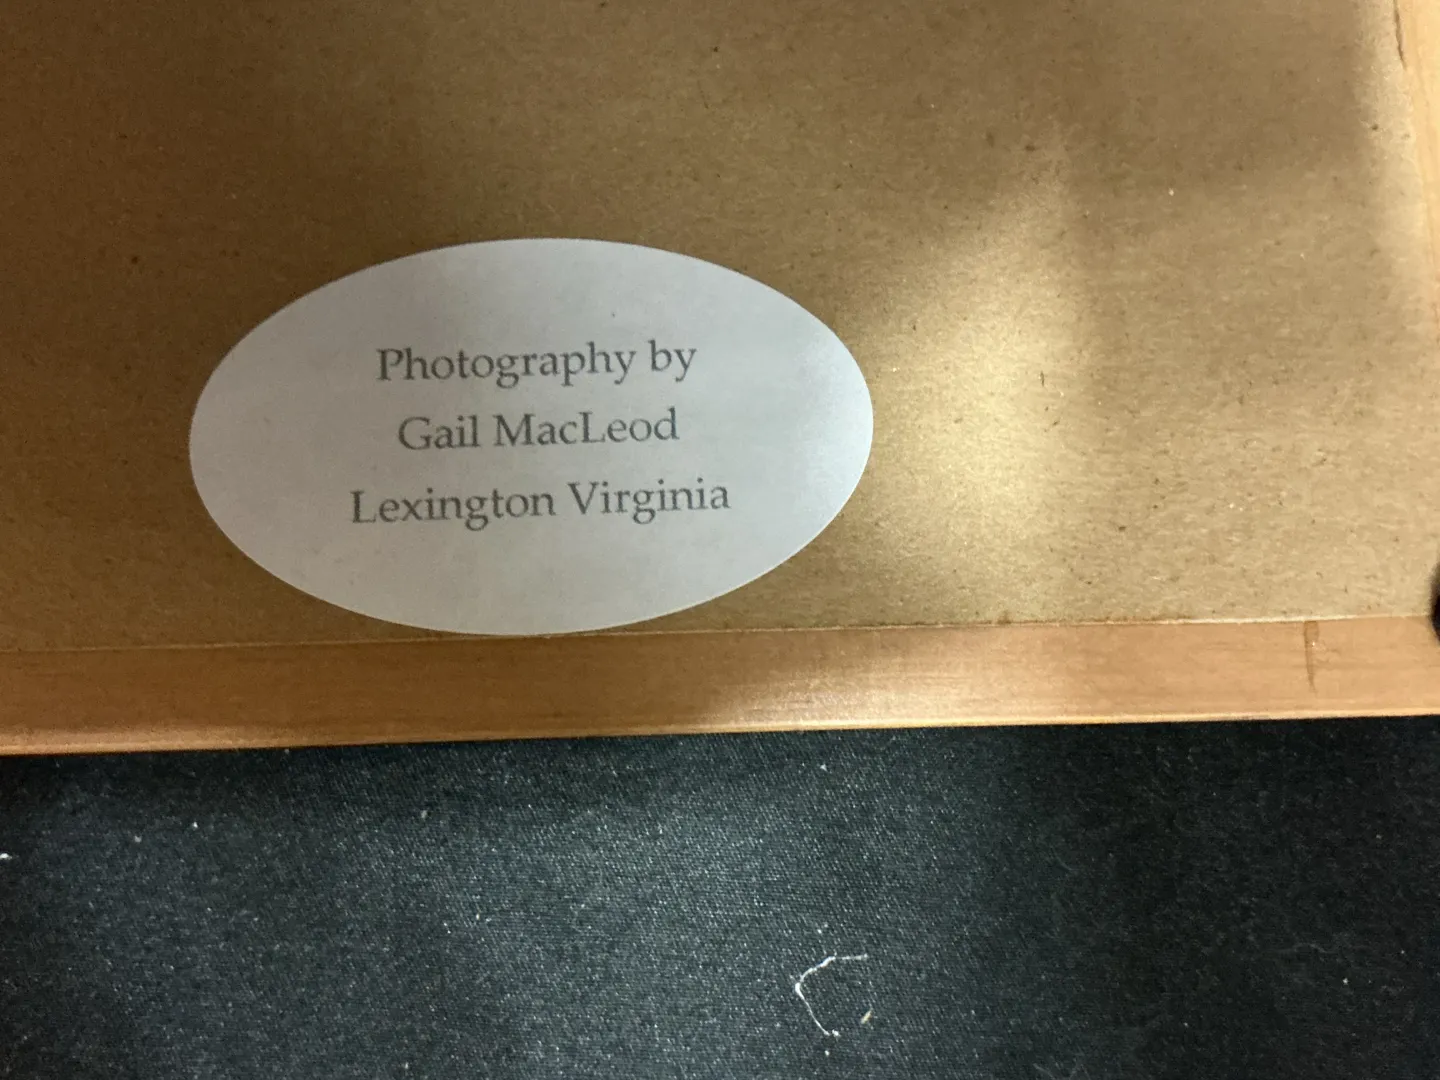 Photography by
Gail MacLeod
Lexington Virginia